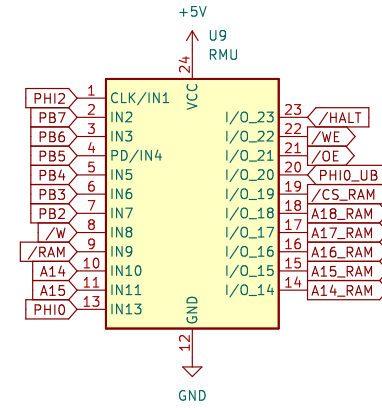 +5V
U9
RMU
24
VCC
PHI2 1 CLK/IN1
PB7 2 IN2 I/O_23 23 /HALT
PB6 3 IN3 I/O_22 22 /WE
PB5 4 PD/IN4 I/O_21 21 /OE
PB4 5 IN5 I/O_20 20 PHI0_UB
PB3 6 IN6 I/O_19 19 /CS_RAM
PB2 7 IN7 I/O_18 18 A18_RAM
/W 8 IN8 I/O_17 17 A17_RAM
/RAM 9 IN9 I/O_16 16 A16_RAM
A14 10 IN10 I/O_15 15 A15_RAM
A15 11 IN11 I/O_14 14 A14_RAM
PHI0 13 IN13
GND
12
GND